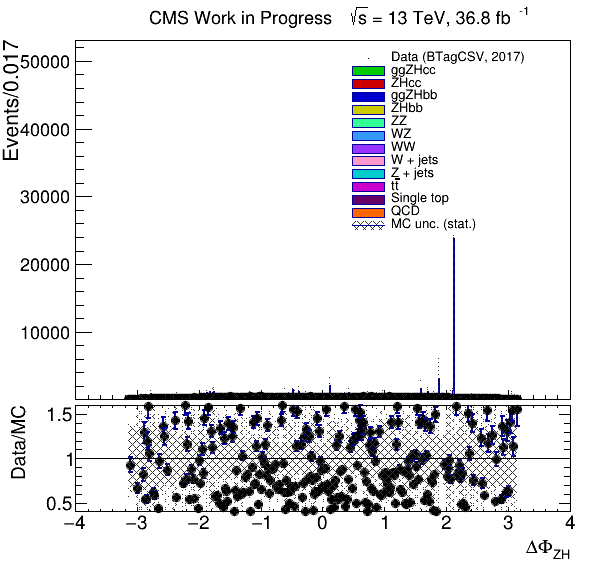 CMS Work in Progress √s = 13 TeV, 36.8 fb -1
Events/0.017
50000
40000
30000
20000
10000
Data (BTagCSV, 2017)
ggZHcc
ZHcc
ggZHbb
ZHbb
ZZ
WZ
WW
W + jets
Z + jets
tt̄
Single top
QCD
MC unc. (stat.)
Data/MC
1.5
1
0.5
−4 −3 −2 −1 0 1 2 3 4
ΔΦZH